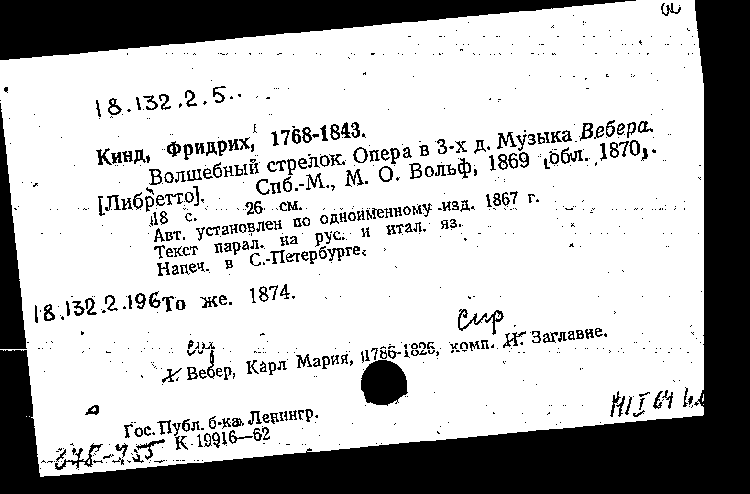 18.132.2.5.
Кинд, Фридрих, 1768-1843.
Волшебный стрелок. Опера в 3-х д. Музыка Вебера.
[Либретто]. Спб.-М., М. О. Вольф, 1869 [обл. 1870].
18 с. 26 см.
Авт. установлен по одноименному изд. 1867 г.
Текст парал. на рус. и итал. яз.
Напеч. в С.-Петербурге.
18.132.2.196 То же. 1874.
I. Вебер, Карл Мария, 1786-1826, комп. II. Заглавие.
Гос. Публ. б-ка, Ленингр.
378-755 К 19916—62